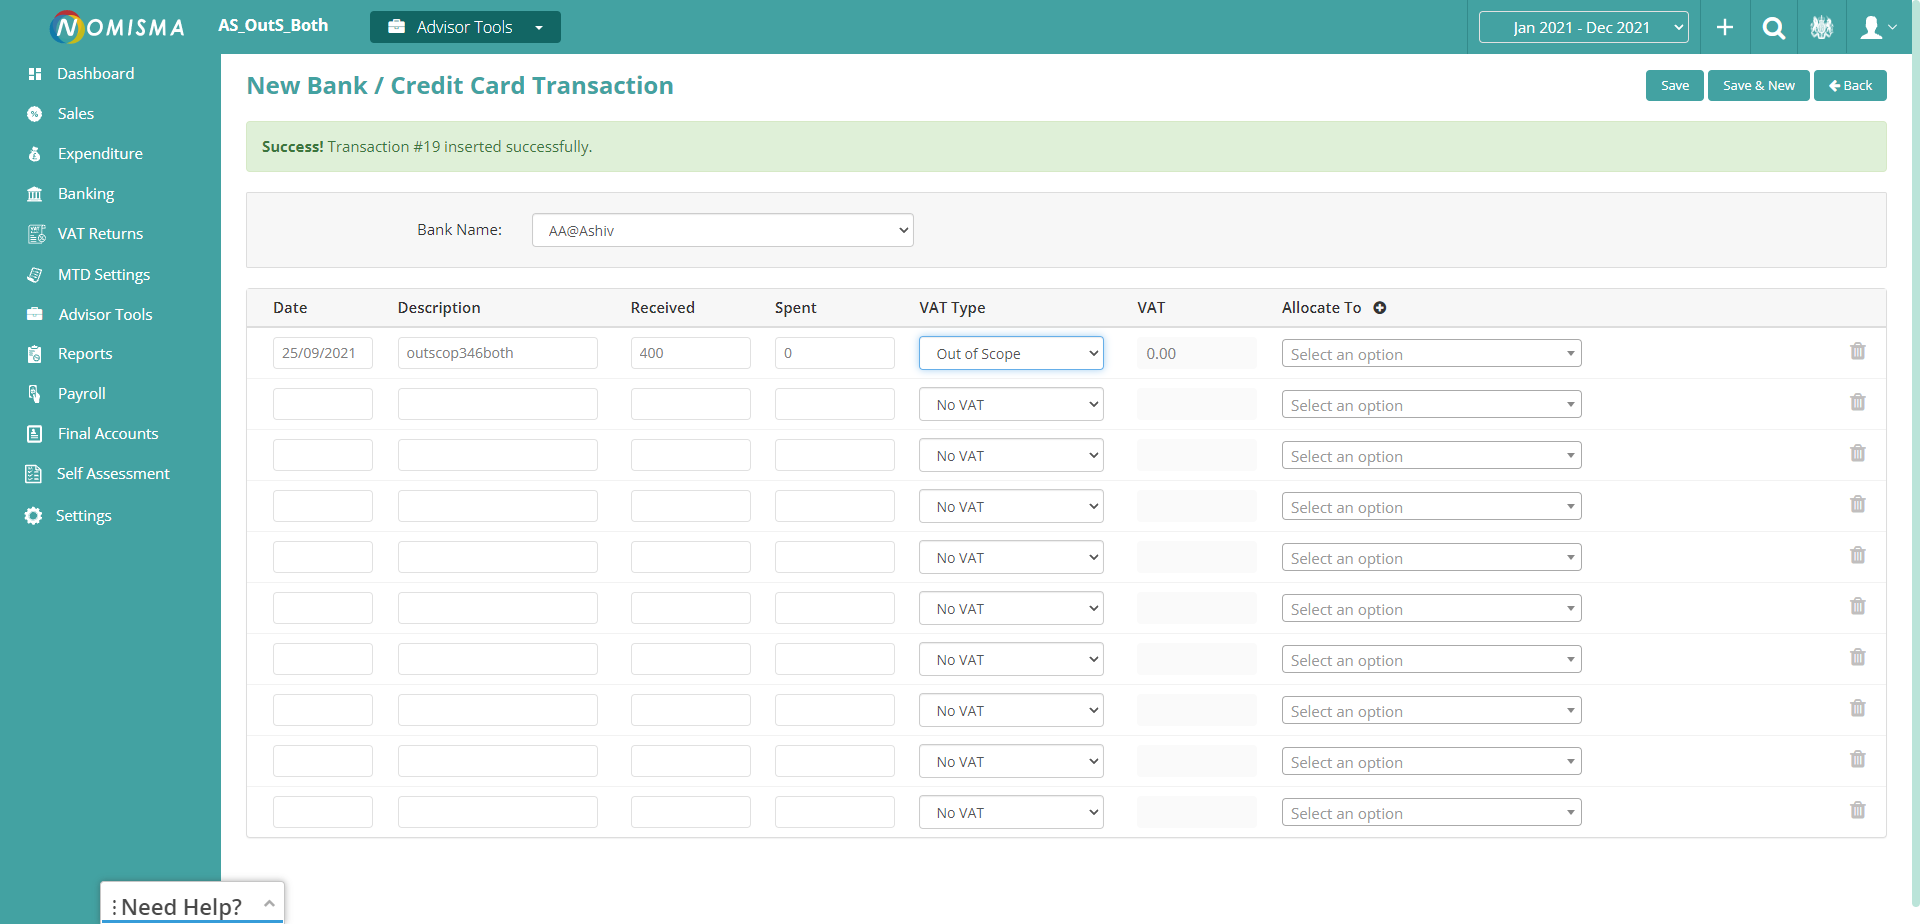 NOMISMA AS_OutS_Both Advisor Tools Jan 2021 - Dec 2021
Dashboard
Sales
Expenditure
Banking
VAT Returns
MTD Settings
Advisor Tools
Reports
Payroll
Final Accounts
Self Assessment
Settings
New Bank / Credit Card Transaction
Save Save & New Back
Success! Transaction #19 inserted successfully.
Bank Name: AA@Ashiv
Date Description Received Spent VAT Type VAT Allocate To
25/09/2021 outscop346both 400 0 Out of Scope 0.00 Select an option
No VAT Select an option
No VAT Select an option
No VAT Select an option
No VAT Select an option
No VAT Select an option
No VAT Select an option
No VAT Select an option
No VAT Select an option
No VAT Select an option
Need Help?